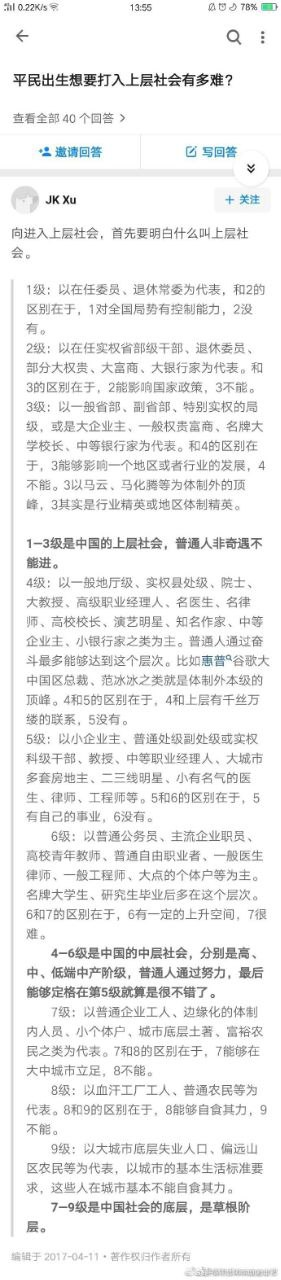 0.22K/s
13:55
78%
平民出生想要打入上层社会有多难?
查看全部 40 个回答
邀请回答
写回答
JK Xu
+ 关注
向进入上层社会，首先要明白什么叫上层社
会。
1级：以在任委员、退休常委为代表，和2的
区别在于，1对全国局势有控制能力，2没
有。
2级：以在任实权省部级干部、退休委员、
部分大权贵、大富商、大银行家为代表。和
3的区别在于，2能影响国家政策，3不能。
3级：以一般省部、副省部、特别实权的局
级，或是大企业主、一般权贵富商、名牌大
学校长、中等银行家为代表。和4的区别在
于，3能够影响一个地区或者行业的发展，4
不能。3以马云、马化腾等为体制外的顶
峰，3其实是行业精英或地区体制精英。
1—3级是中国的上层社会，普通人非奇遇不
能进。
4级：以一般地厅级、实权县处级、院士、
大教授、高级职业经理人、名医生、名律
师、高校校长、演艺明星、知名作家、中等
企业主、小银行家之类为主。普通人通过奋
斗最多能够达到这个层次。比如惠普谷歌大
中国区总裁、范冰冰之类就是体制外本级的
顶峰。4和5的区别在于，4和上层有千丝万
缕的联系，5没有。
5级：以小企业主、普通处级副处级或实权
科级干部、教授、中等职业经理人、大城市
多套房地主、二三线明星、小有名气的医
生、律师、工程师等。5和6的区别在于，5
有自己的事业，6没有。
6级：以普通公务员、主流企业职员、
高校青年教师、普通自由职业者、一般医生
律师、一般工程师、大点的个体户等为主。
名牌大学生、研究生毕业后多在这个层次。
6和7的区别在于，6有一定的上升空间，7很
难。
4—6级是中国的中层社会，分别是高、
中、低端中产阶级，普通人通过努力，最后
能够定格在第5级就算是很不错了。
7级：以普通企业工人、边缘化的体制
内人员、小个体户、城市底层土著、富裕农
民之类为代表。7和8的区别在于，7能够在
大中城市立足，8不能。
8级：以血汗工厂工人、普通农民等为
代表。8和9的区别在于，8能够自食其力，9
不能。
9级：以大城市底层失业人口、偏远山
区农民等为代表，以城市的基本生活标准要
求，这些人在城市基本不能自食其力。
7—9级是中国社会的底层，是草根阶
层。
编辑于 2017-04-11 · 著作权归作者所有